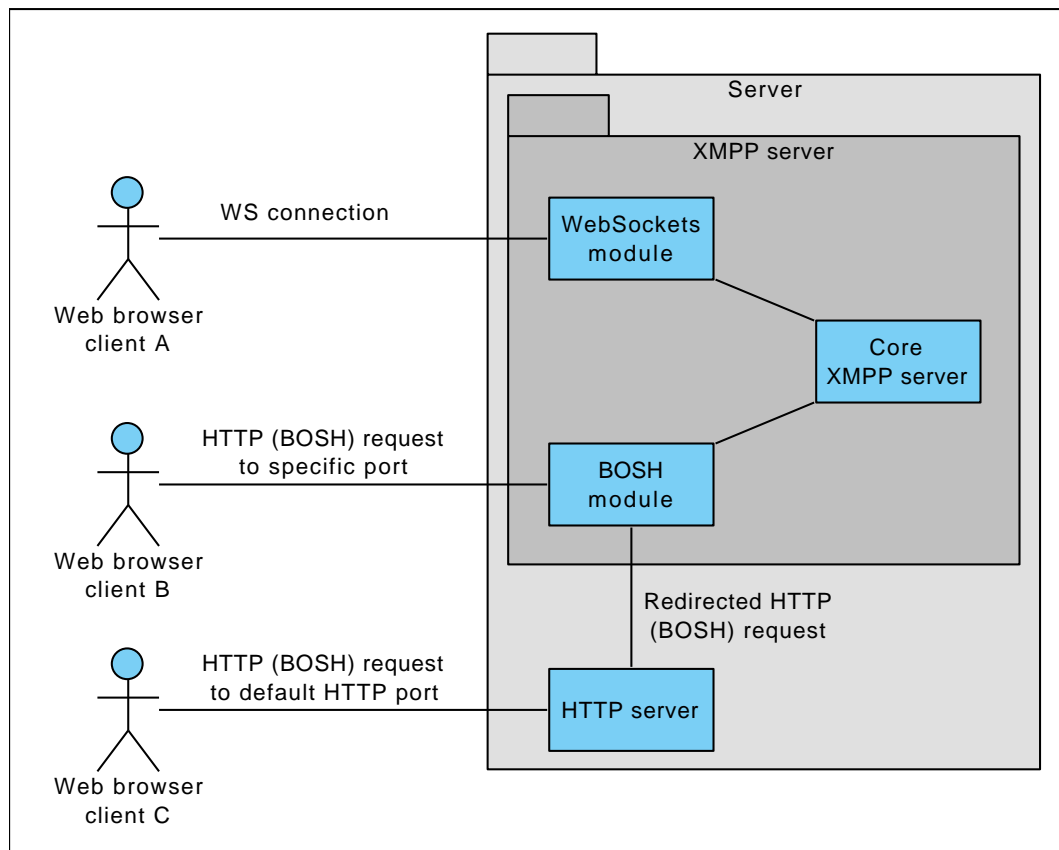 Server
XMPP server
WS connection
WebSockets
module
Web browser
client A
Core
XMPP server
HTTP (BOSH) request
to specific port
BOSH
module
Web browser
client B
Redirected HTTP
(BOSH) request
HTTP (BOSH) request
to default HTTP port
HTTP server
Web browser
client C